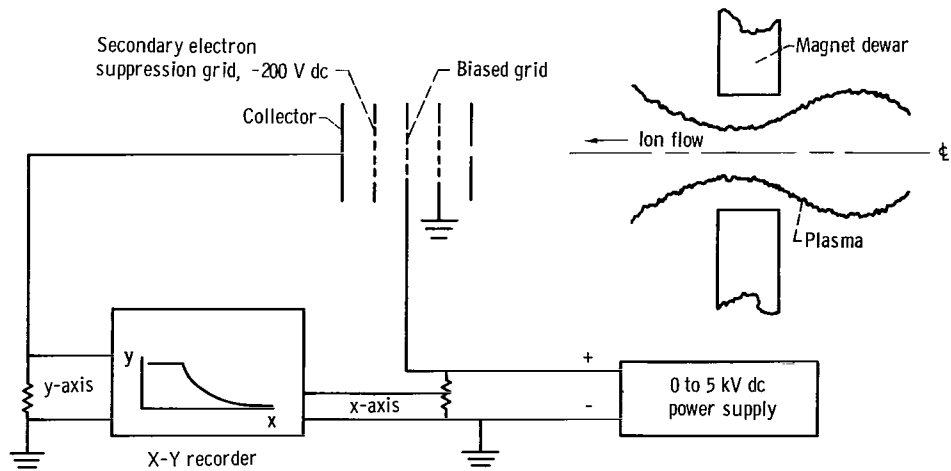 Secondary electron
suppression grid, -200 V dc
Biased grid
Collector
Magnet dewar
Ion flow
℄
Plasma
y
x
y-axis
x-axis
+
-
0 to 5 kV dc
power supply
X-Y recorder